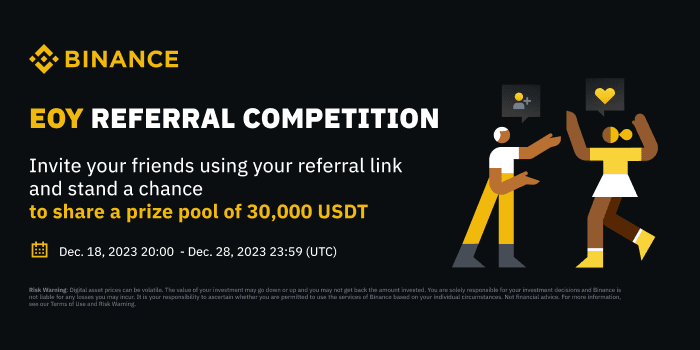 BINANCE
EOY REFERRAL COMPETITION
Invite your friends using your referral link
and stand a chance
to share a prize pool of 30,000 USDT
Dec. 18, 2023 20:00 - Dec. 28, 2023 23:59 (UTC)
Risk Warning: Digital asset prices can be volatile. The value of your investment may go down or up and you may not get back the amount invested. You are solely responsible for your investment decisions and Binance is
not liable for any losses you may incur. It is your responsibility to ascertain whether you are permitted to use the services of Binance based on your individual circumstances. Not financial advice. For more information,
see our Terms of Use and Risk Warning.